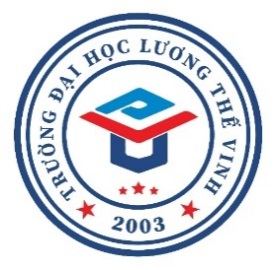 TRƯỜNG ĐẠI HỌC LƯƠNG THẾ VINH
2003